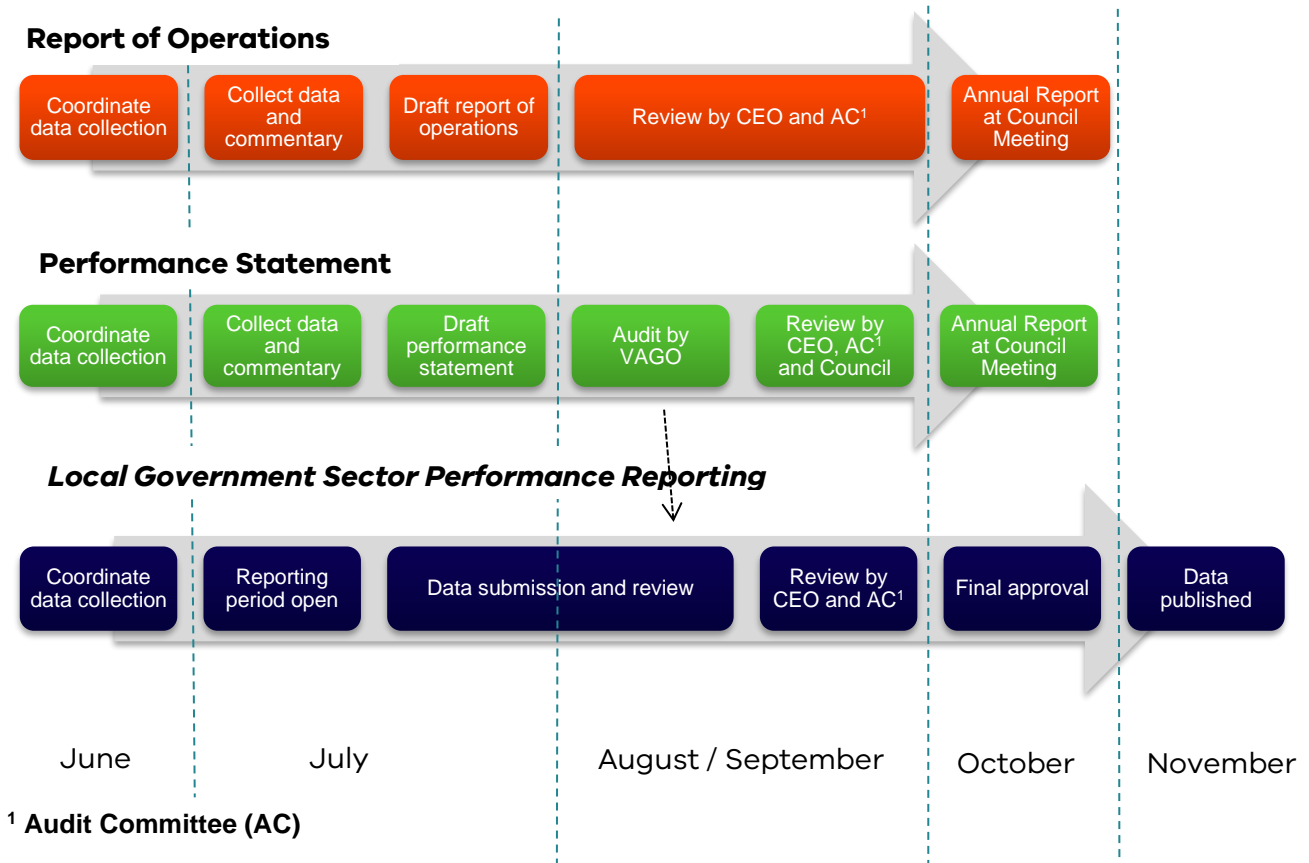 Report of Operations
Coordinate
data collection
Collect data
and
commentary
Draft report of
operations
Review by CEO and AC¹
Annual Report
at Council
Meeting
Performance Statement
Coordinate
data collection
Collect data
and
commentary
Draft
performance
statement
Audit by
VAGO
Review by
CEO, AC¹
and Council
Annual Report
at Council
Meeting
Local Government Sector Performance Reporting
Coordinate
data collection
Reporting
period open
Data submission and review
Review by
CEO and AC¹
Final approval
Data
published
June
July
August / September
October
November
¹ Audit Committee (AC)